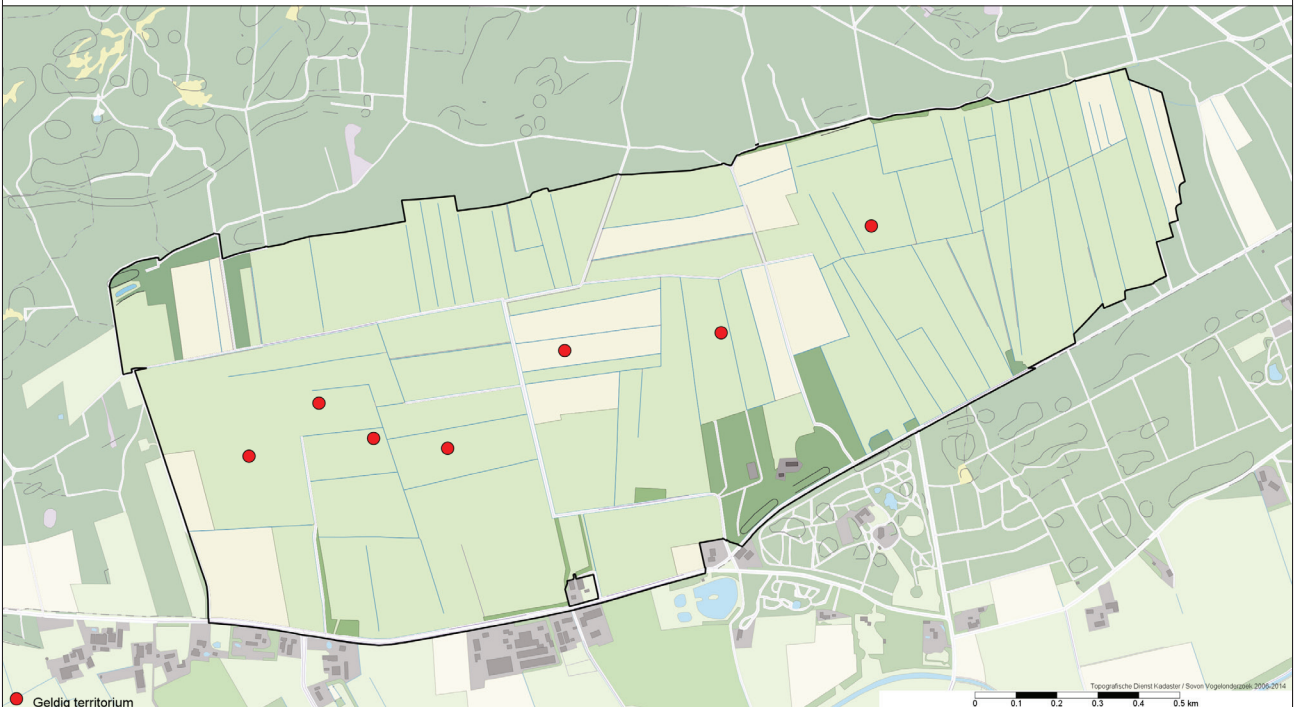 Topografische Dienst Kadaster / Sovon Vogelonderzoek 2006-2014
Geldig territorium
0 0.1 0.2 0.3 0.4 0.5 km